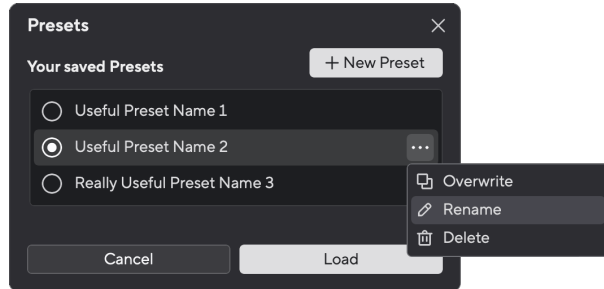 Presets
Your saved Presets
+ New Preset
Useful Preset Name 1
Useful Preset Name 2
Really Useful Preset Name 3
Overwrite
Rename
Delete
Cancel
Load